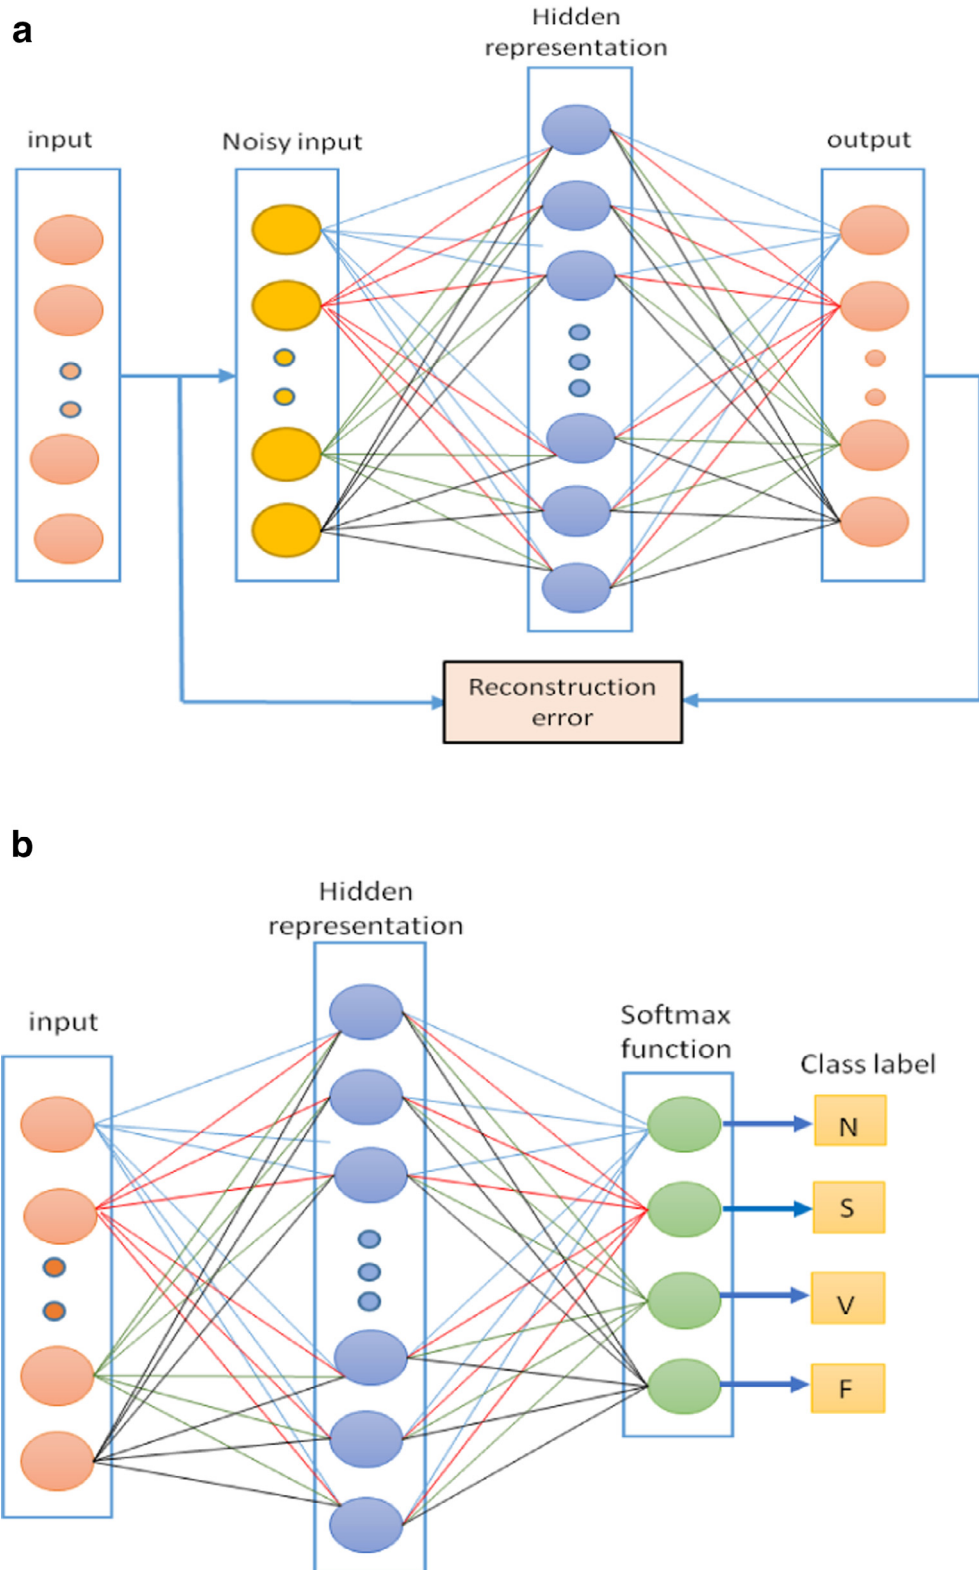 a
Hidden
representation
input
Noisy input
output
Reconstruction
error
b
Hidden
representation
input
Softmax
function
Class label
N
S
V
F